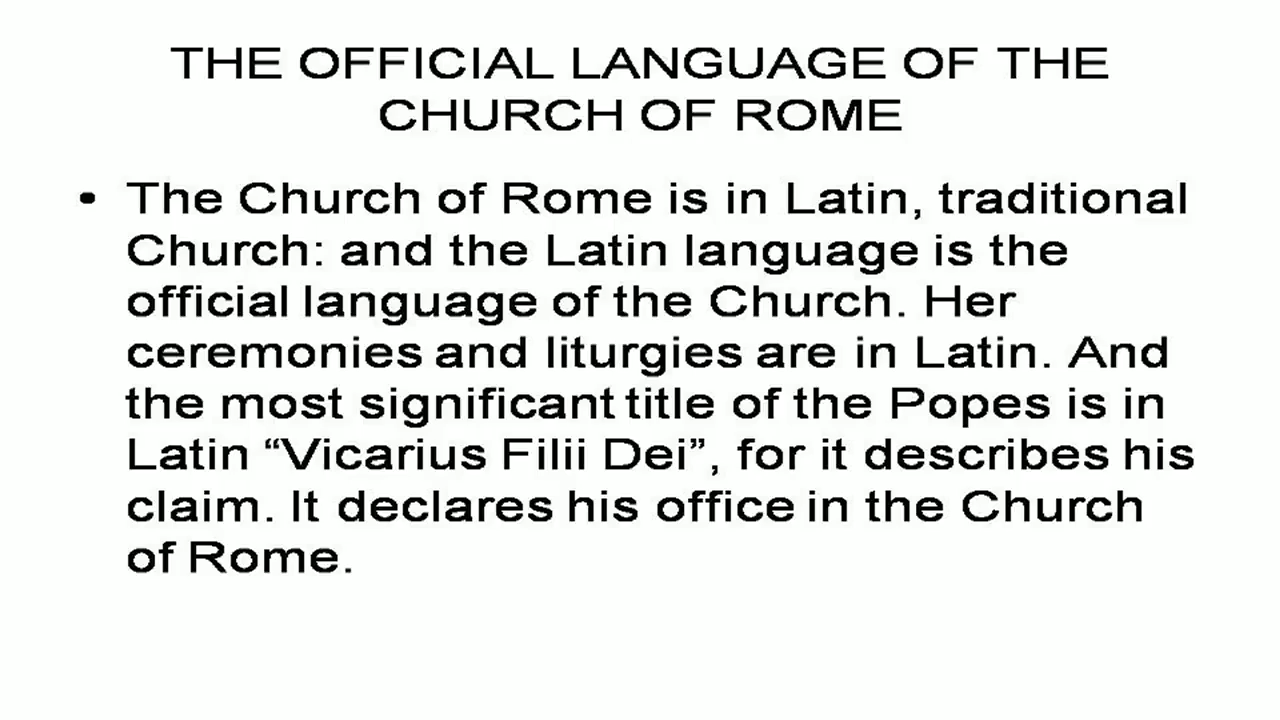 THE OFFICIAL LANGUAGE OF THE
CHURCH OF ROME
• The Church of Rome is in Latin, traditional
Church: and the Latin language is the
official language of the Church. Her
ceremonies and liturgies are in Latin. And
the most significant title of the Popes is in
Latin “Vicarius Filii Dei”, for it describes his
claim. It declares his office in the Church
of Rome.